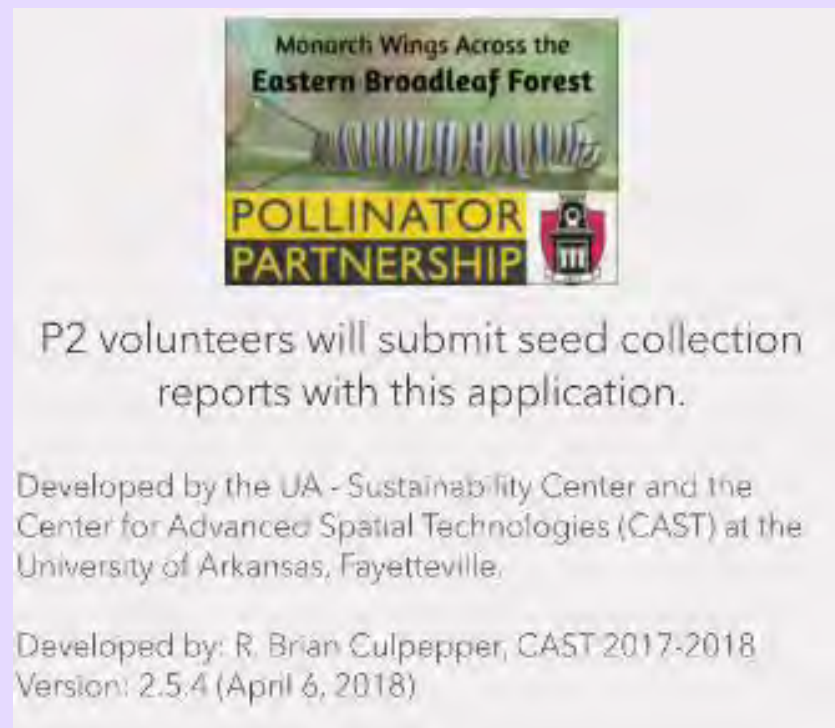 Monarch Wings Across the
Eastern Broadleaf Forest
POLLINATOR
PARTNERSHIP
P2 volunteers will submit seed collection
reports with this application.
Developed by the UA - Sustainability Center and the
Center for Advanced Spatial Technologies (CAST) at the
University of Arkansas, Fayetteville.
Developed by: R. Brian Culpepper, CAST 2017-2018
Version: 2.5.4 (April 6, 2018)